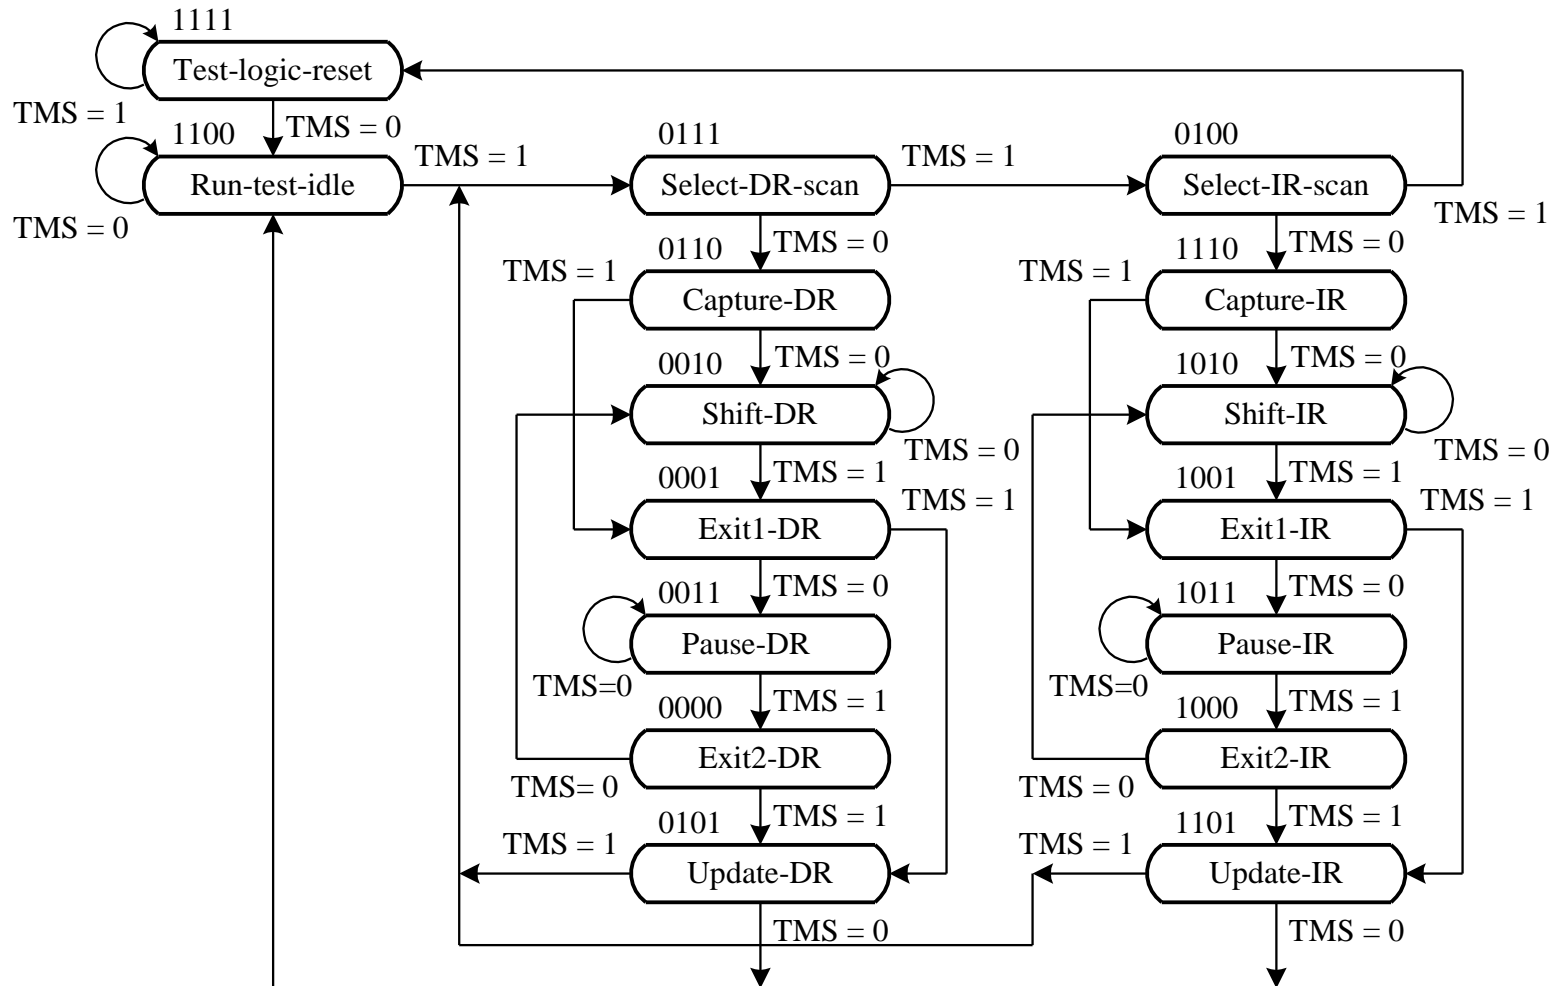 1111
Test-logic-reset
TMS = 1
TMS = 0
1100
Run-test-idle
TMS = 0
TMS = 1
0111
Select-DR-scan
TMS = 1
0100
Select-IR-scan
TMS = 1
TMS = 0
0110
TMS = 1
Capture-DR
TMS = 0
0010
Shift-DR
TMS = 0
TMS = 1
0001
TMS = 1
Exit1-DR
TMS = 0
0011
Pause-DR
TMS=0
TMS = 1
0000
Exit2-DR
TMS= 0
TMS = 1
0101
TMS = 1
Update-DR
TMS = 0
TMS = 0
1110
TMS = 1
Capture-IR
TMS = 0
1010
Shift-IR
TMS = 0
TMS = 1
1001
TMS = 1
Exit1-IR
TMS = 0
1011
Pause-IR
TMS=0
TMS = 1
1000
Exit2-IR
TMS = 0
TMS = 1
1101
TMS = 1
Update-IR
TMS = 0